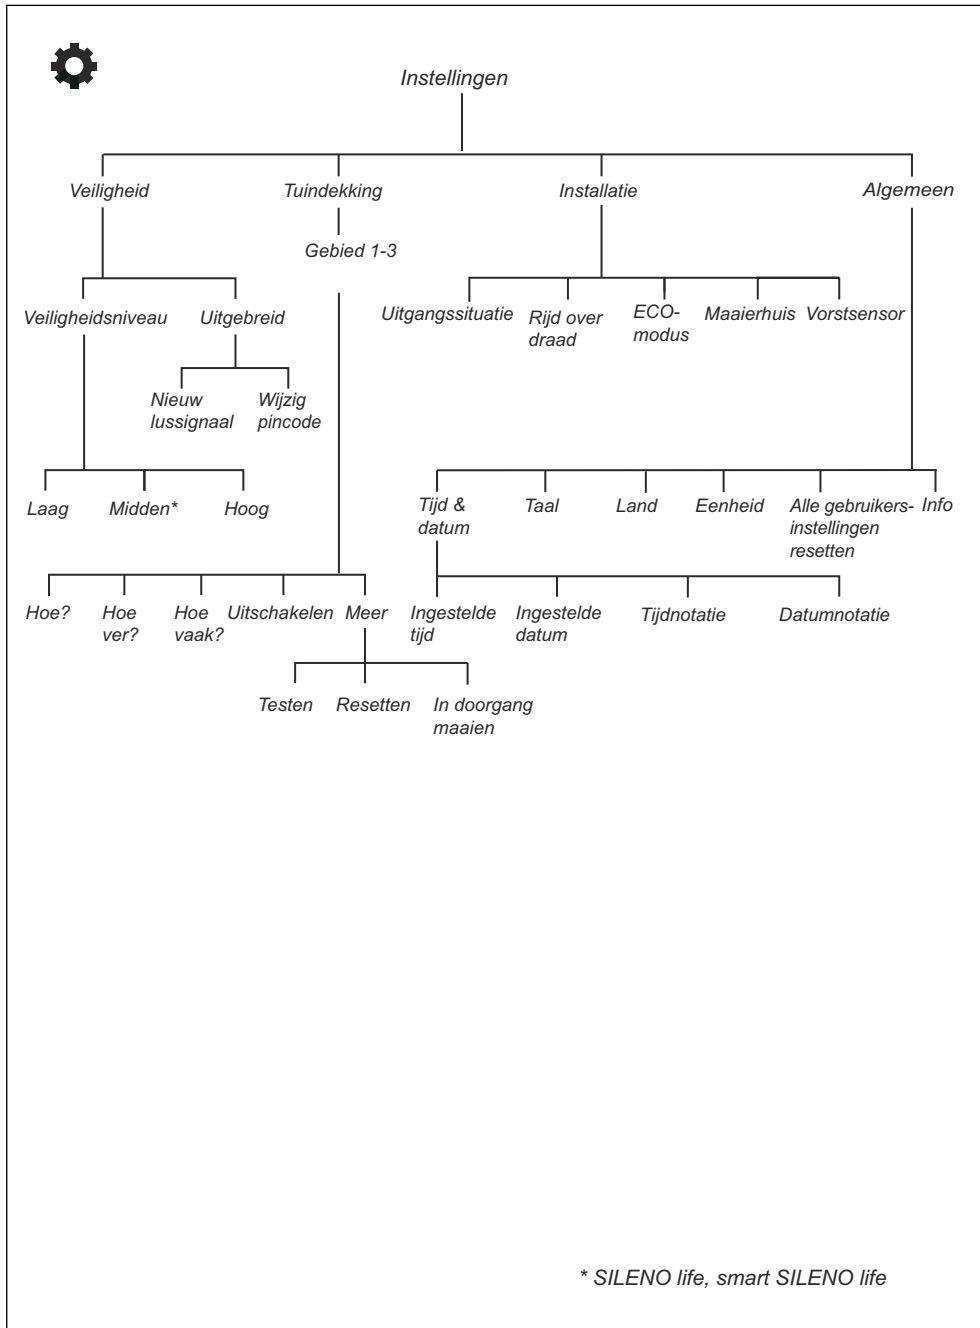 Instellingen
Veiligheid
Tuindekking
Installatie
Algemeen
Gebied 1-3
Veiligheidsniveau
Uitgebreid
Uitgangssituatie
Rijd over
draad
ECO-
modus
Maaierhuis
Vorstsensor
Nieuw
lussignaal
Wijzig
pincode
Laag
Midden*
Hoog
Tijd &
datum
Taal
Land
Eenheid
Alle gebruikers-
instellingen
resetten
Info
Hoe?
Hoe
ver?
Hoe
vaak?
Uitschakelen
Meer
Ingestelde
tijd
Ingestelde
datum
Tijdnotatie
Datumnotatie
Testen
Resetten
In doorgang
maaien
* SILENO life, smart SILENO life